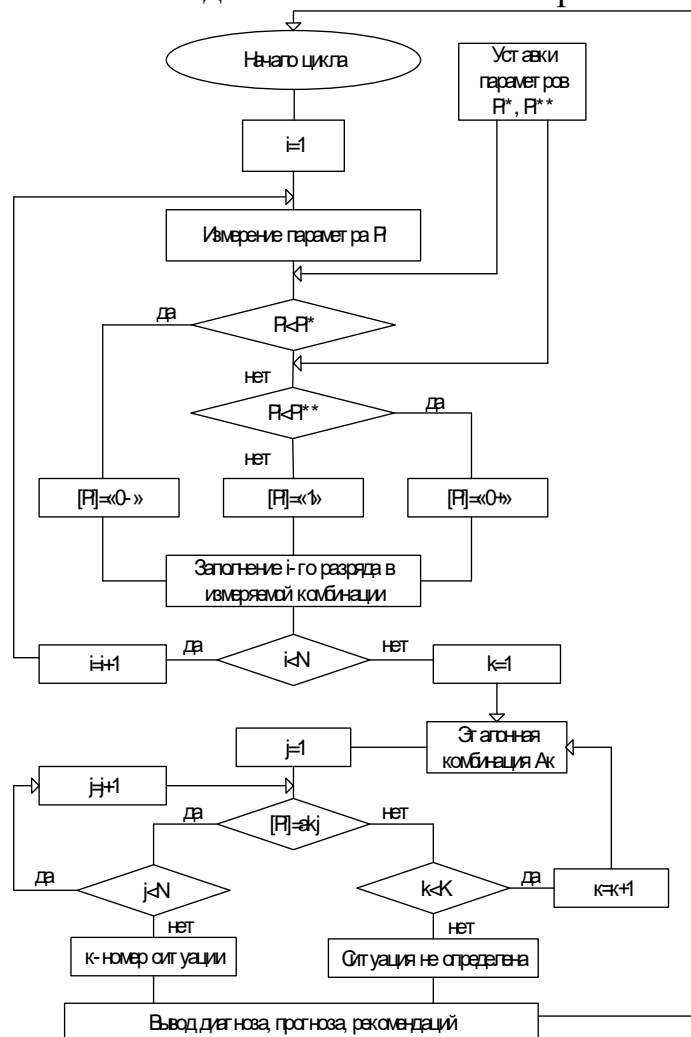 Начало цикла
Уставки
параметров
Pi*, Pi**
i=1
Измерение параметра Pi
да
Pi<Pi*
нет
Pi<Pi**
да
нет
[Pi]=«0-»
[Pi]=«1»
[Pi]=«0+»
Заполнение i-го разряда в
измеряемой комбинации
да
нет
i=i+1
i<N
k=1
j=1
Эталонная
комбинация Ак
j=j+1
да
нет
[Pi]=akj
да
j<N
k<K
да
к=к+1
нет
нет
к-номер ситуации
Ситуация не определена
Вывод диагноза, прогноза, рекомендаций